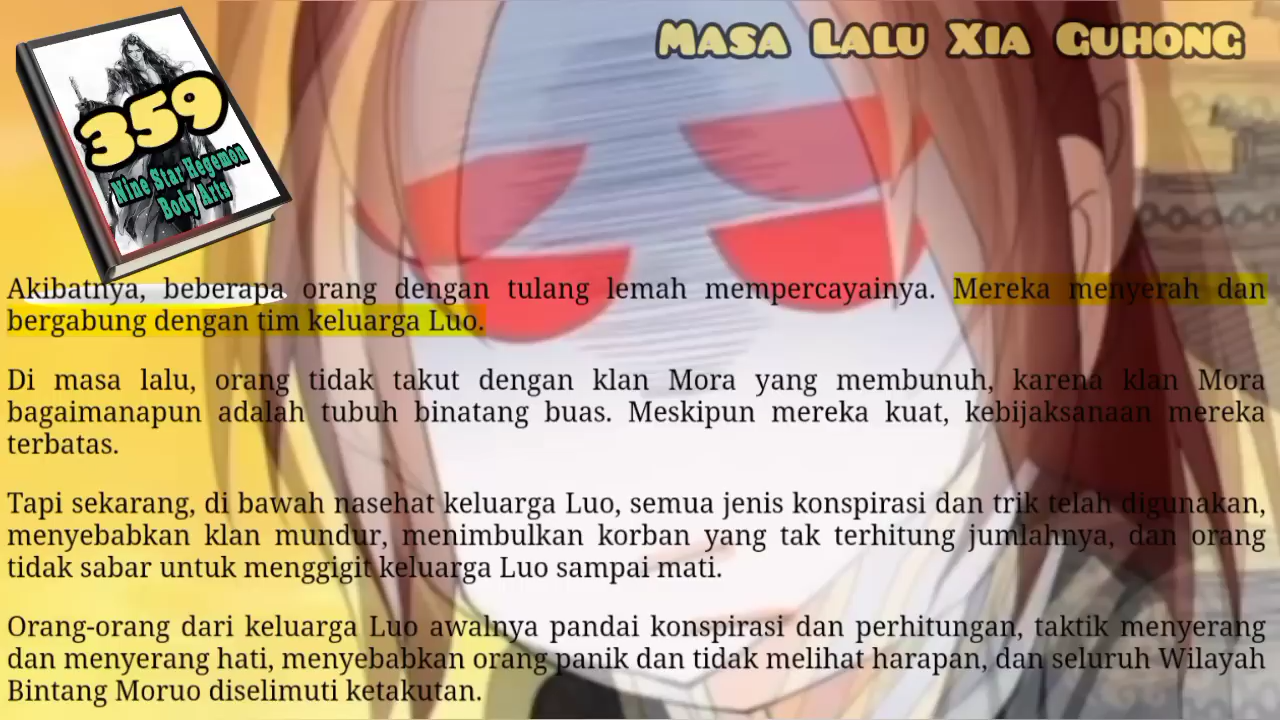 Masa Lalu Xia Guhong
359
Nine Star Hegemon
Body Arts
Akibatnya, beberapa orang dengan tulang lemah mempercayainya. Mereka menyerah dan
bergabung dengan tim keluarga Luo.
Di masa lalu, orang tidak takut dengan klan Mora yang membunuh, karena klan Mora
bagaimanapun adalah tubuh binatang buas. Meskipun mereka kuat, kebijaksanaan mereka
terbatas.
Tapi sekarang, di bawah nasehat keluarga Luo, semua jenis konspirasi dan trik telah digunakan,
menyebabkan klan mundur, menimbulkan korban yang tak terhitung jumlahnya, dan orang
tidak sabar untuk menggigit keluarga Luo sampai mati.
Orang-orang dari keluarga Luo awalnya pandai konspirasi dan perhitungan, taktik menyerang
dan menyerang hati, menyebabkan orang panik dan tidak melihat harapan, dan seluruh Wilayah
Bintang Moruo diselimuti ketakutan.